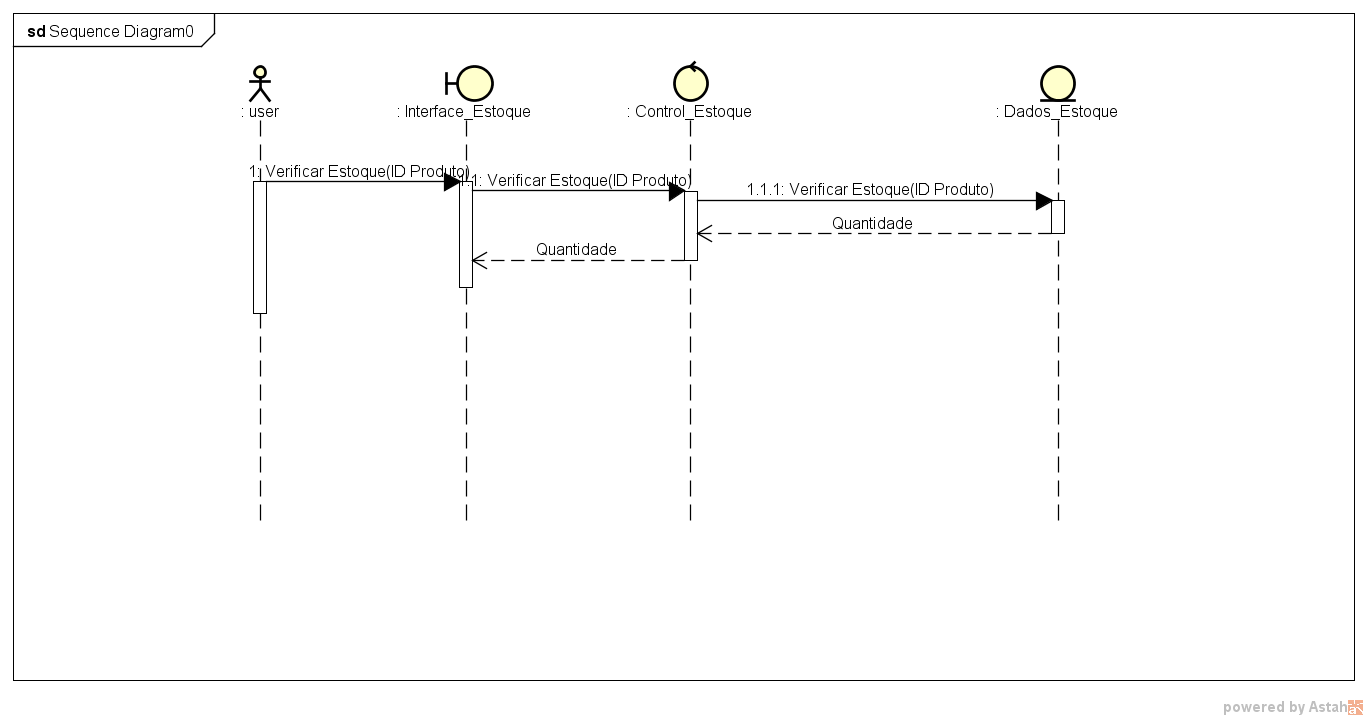 sd Sequence Diagram0
: user
: Interface_Estoque
: Control_Estoque
: Dados_Estoque
1: Verificar Estoque(ID Produto)
1.1: Verificar Estoque(ID Produto)
1.1.1: Verificar Estoque(ID Produto)
Quantidade
Quantidade
powered by Astah